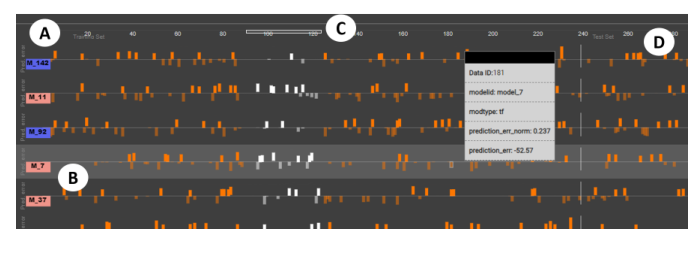 A
C
D
20 40 60 80 100 120 140 160 180 200 220 240 260 280
Training Set
Test Set
M_142
M_11
M_92
M_7
B
M_37
Data ID:181
modelid: model_7
modtype: tf
prediction_err_norm: 0.237
prediction_err: -52.57